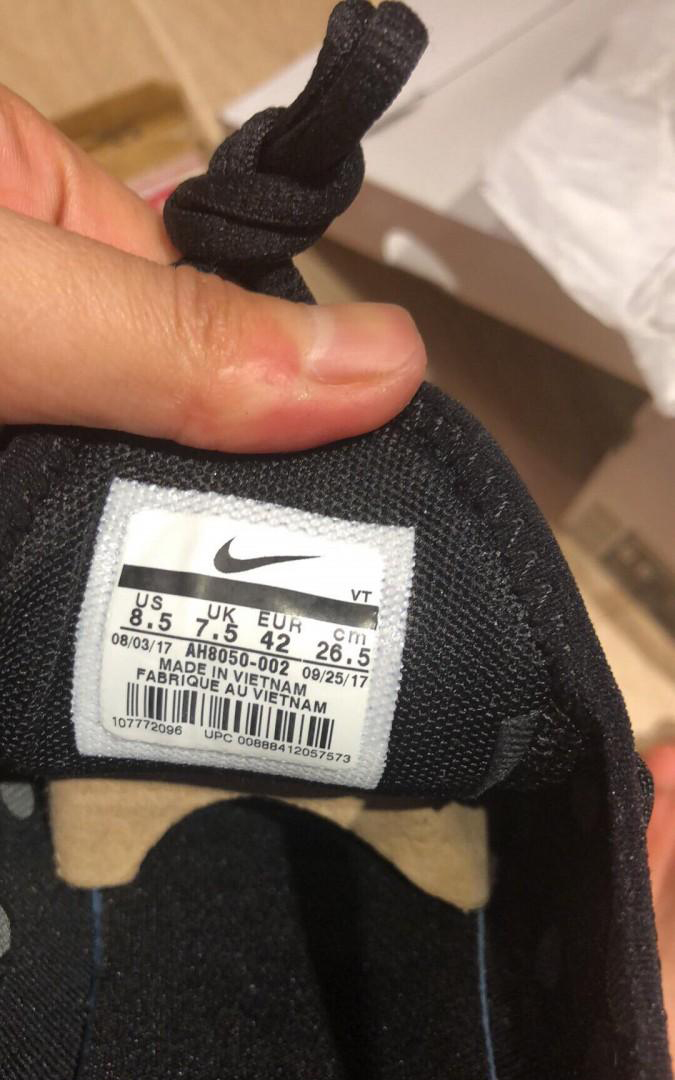 VT
US UK EUR cm
8.5 7.5 42 26.5
08/03/17 AH8050-002 09/25/17
MADE IN VIETNAM
FABRIQUE AU VIETNAM
107772096 UPC 00888412057573